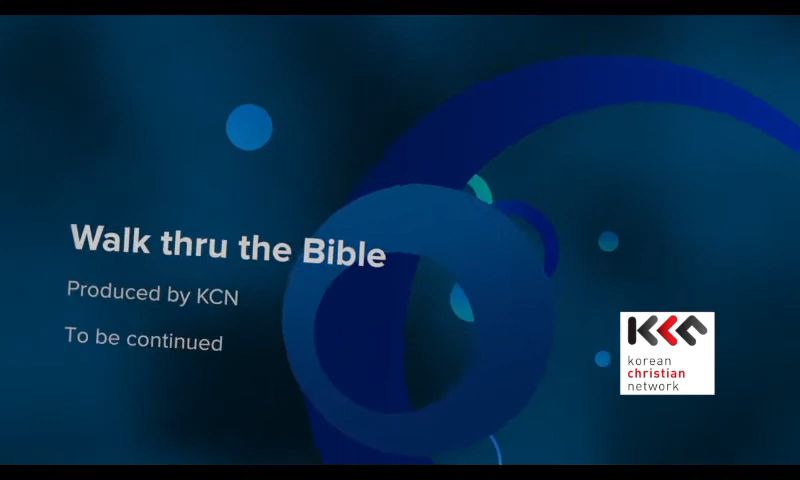 Walk thru the Bible
Produced by KCN
To be continued
KCN
korean
christian
network